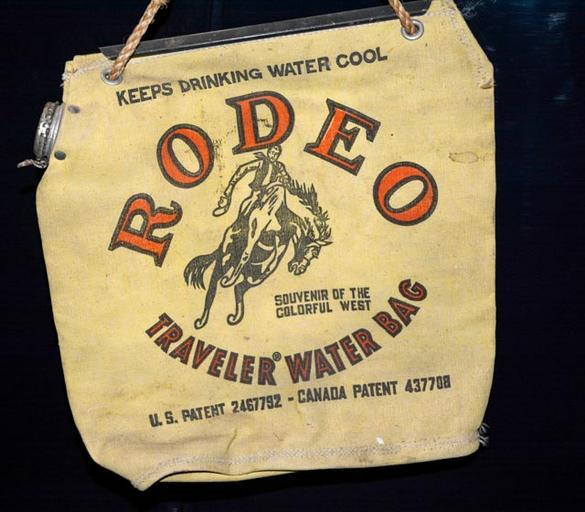 KEEPS DRINKING WATER COOL
RODEO
SOUVENIR OF THE
COLORFUL WEST
TRAVELER® WATER BAG
U. S. PATENT 2467792 - CANADA PATENT 437708